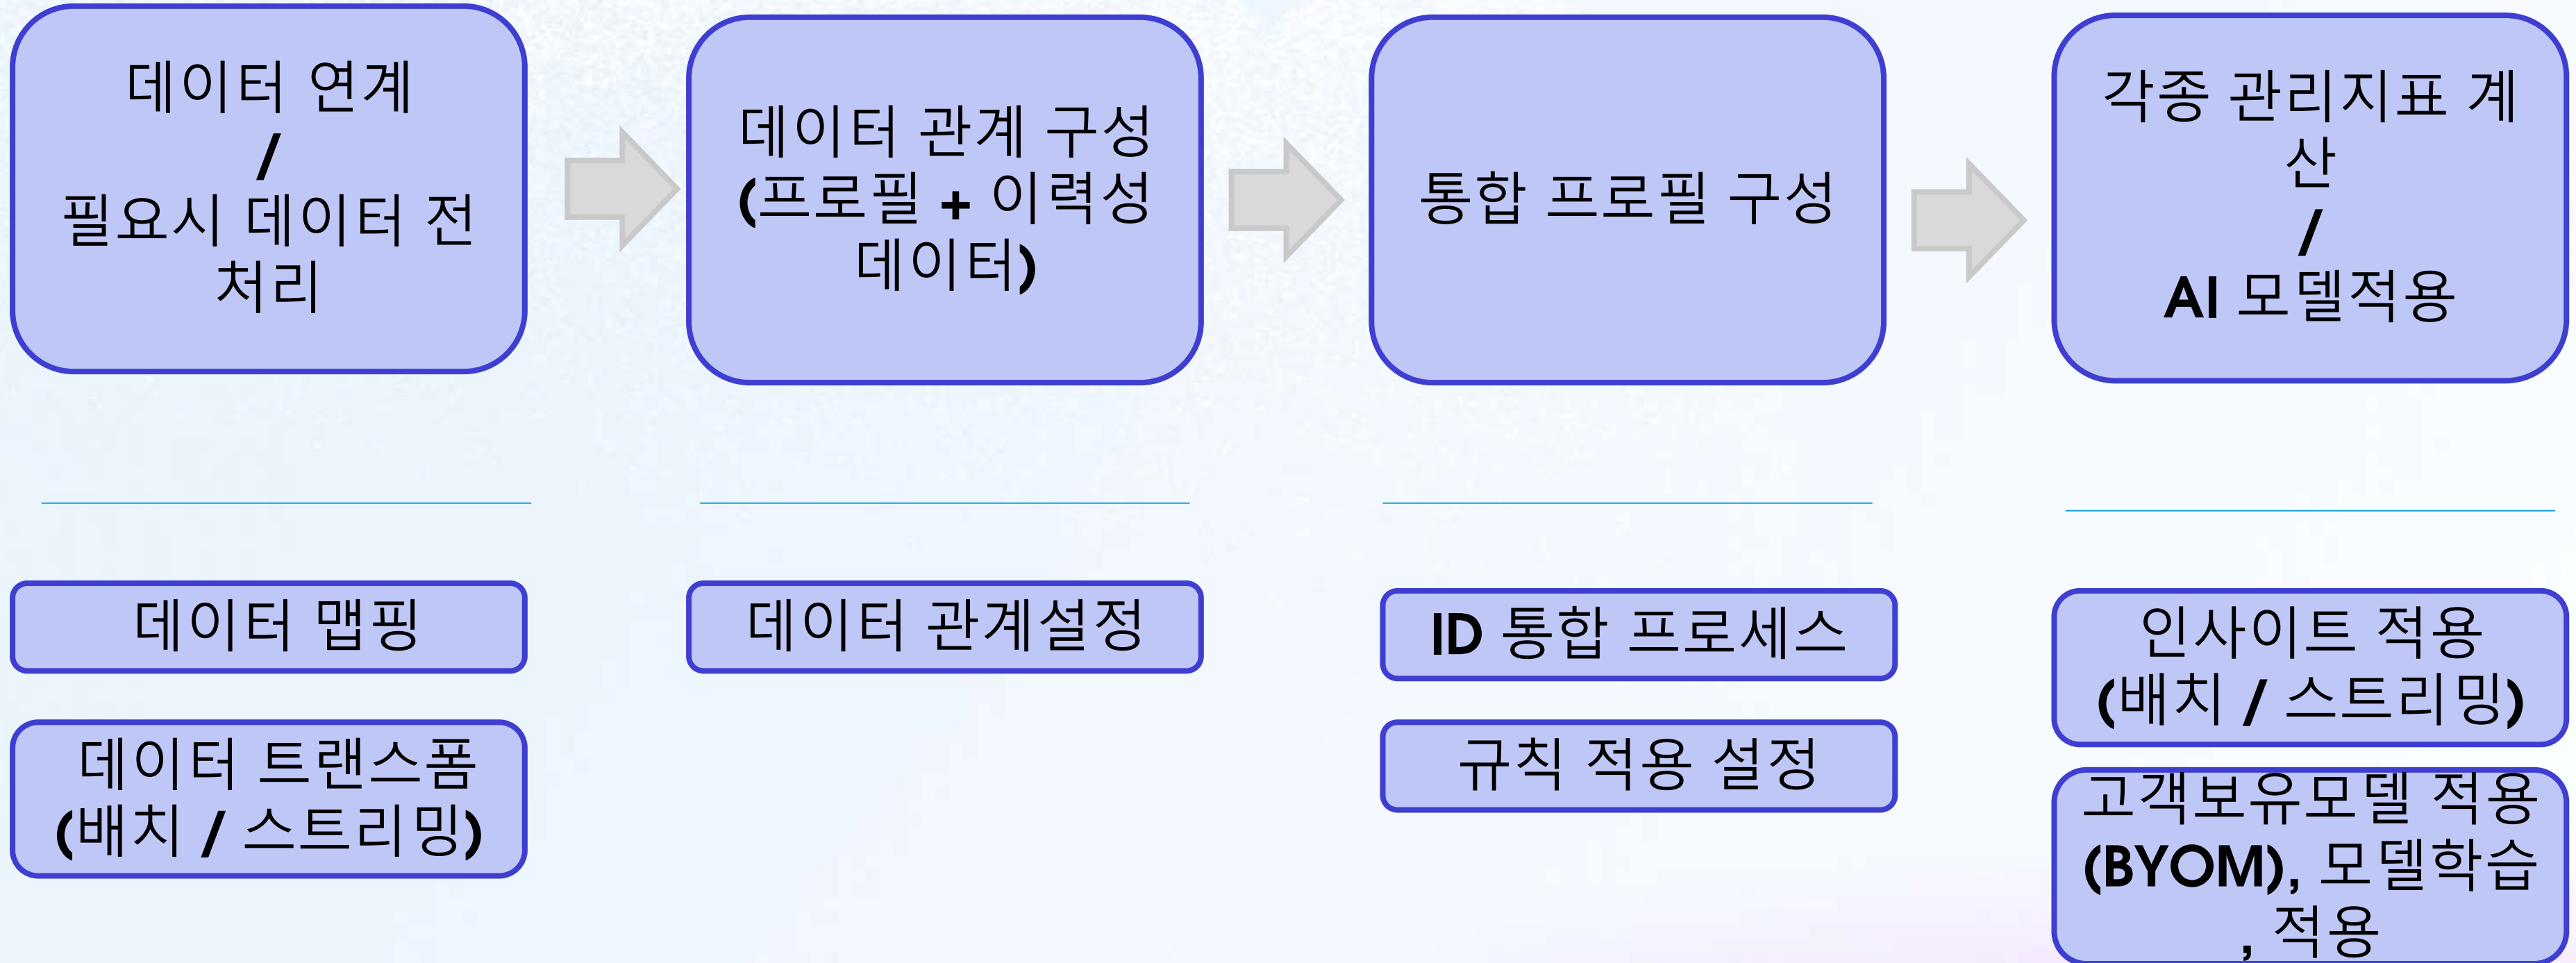 데이터 연계
/
필요시 데이터 전
처리
데이터 관계 구성
(프로필 + 이력성
데이터)
통합 프로필 구성
각종 관리지표 계
산
/
AI 모델적용
데이터 맵핑
데이터 트랜스폼
(배치 / 스트리밍)
데이터 관계설정
ID 통합 프로세스
규칙 적용 설정
인사이트 적용
(배치 / 스트리밍)
고객보유모델 적용
(BYOM), 모델학습
, 적용